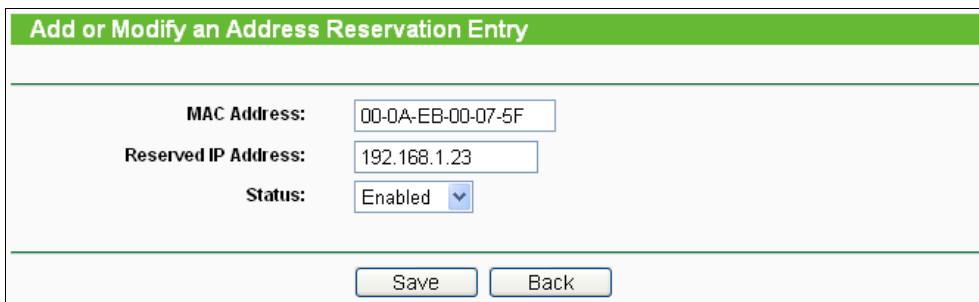 Add or Modify an Address Reservation Entry
MAC Address: 00-0A-EB-00-07-5F
Reserved IP Address: 192.168.1.23
Status: Enabled
Save Back